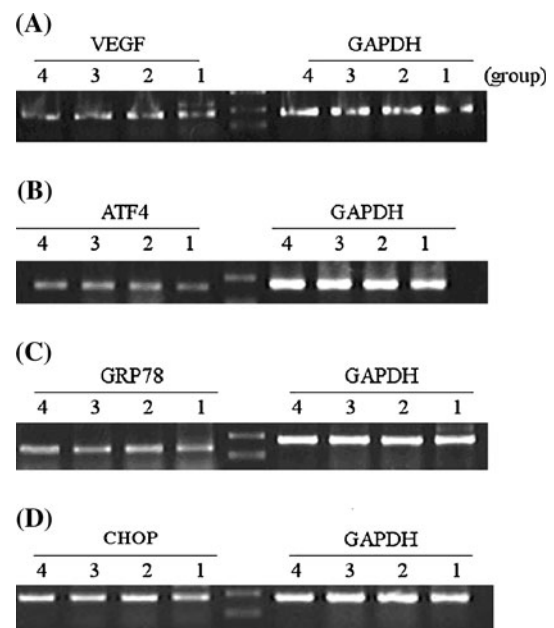 (A)
VEGF GAPDH
4 3 2 1 4 3 2 1 (group)
(B)
ATF4 GAPDH
4 3 2 1 4 3 2 1
(C)
GRP78 GAPDH
4 3 2 1 4 3 2 1
(D)
CHOP GAPDH
4 3 2 1 4 3 2 1